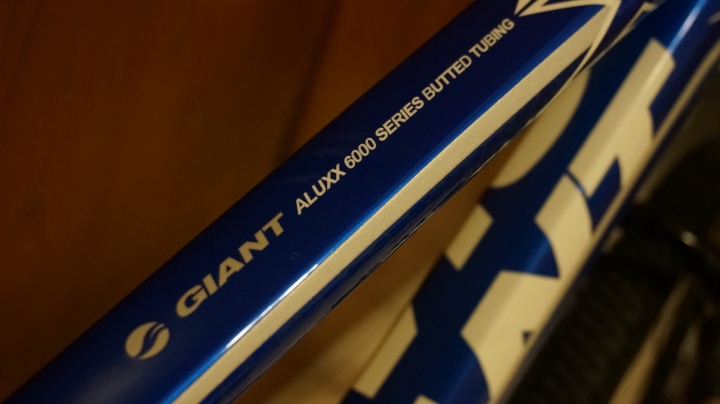 GIANT ALUXX 6000 SERIES BUTTED TUBING